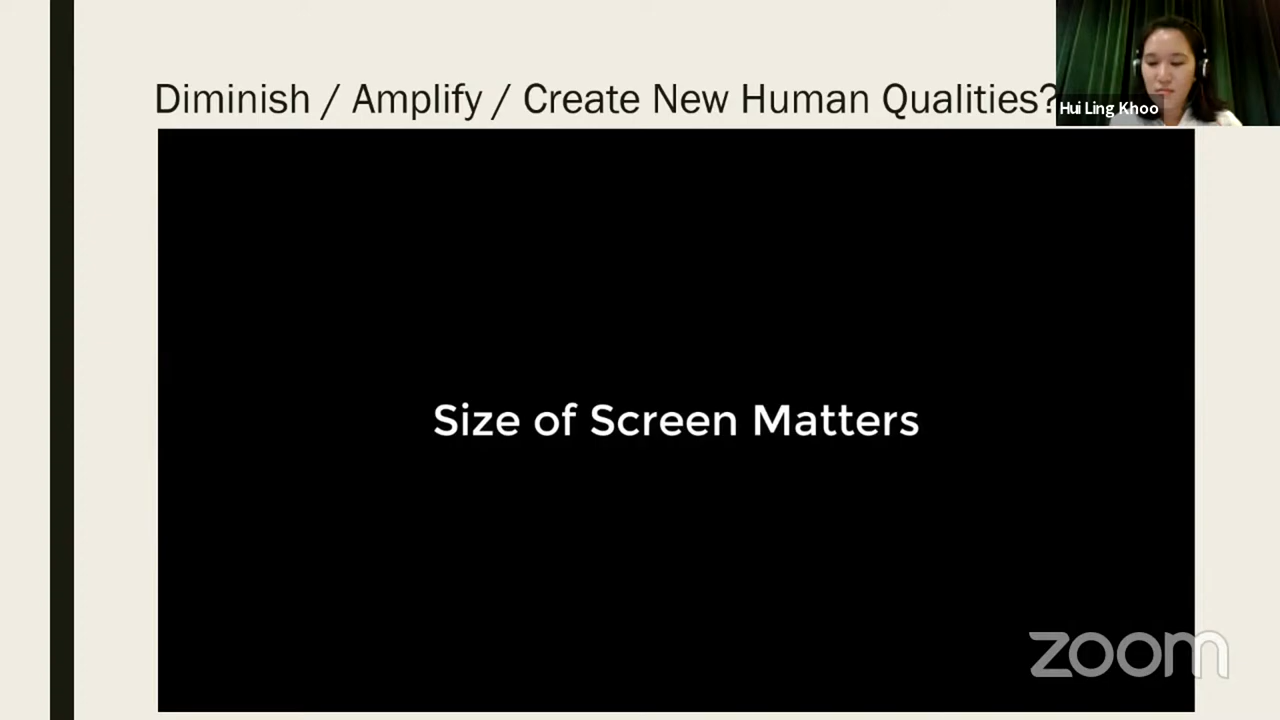 Diminish / Amplify / Create New Human Qualities?
Hui Ling Khoo
Size of Screen Matters
zoom